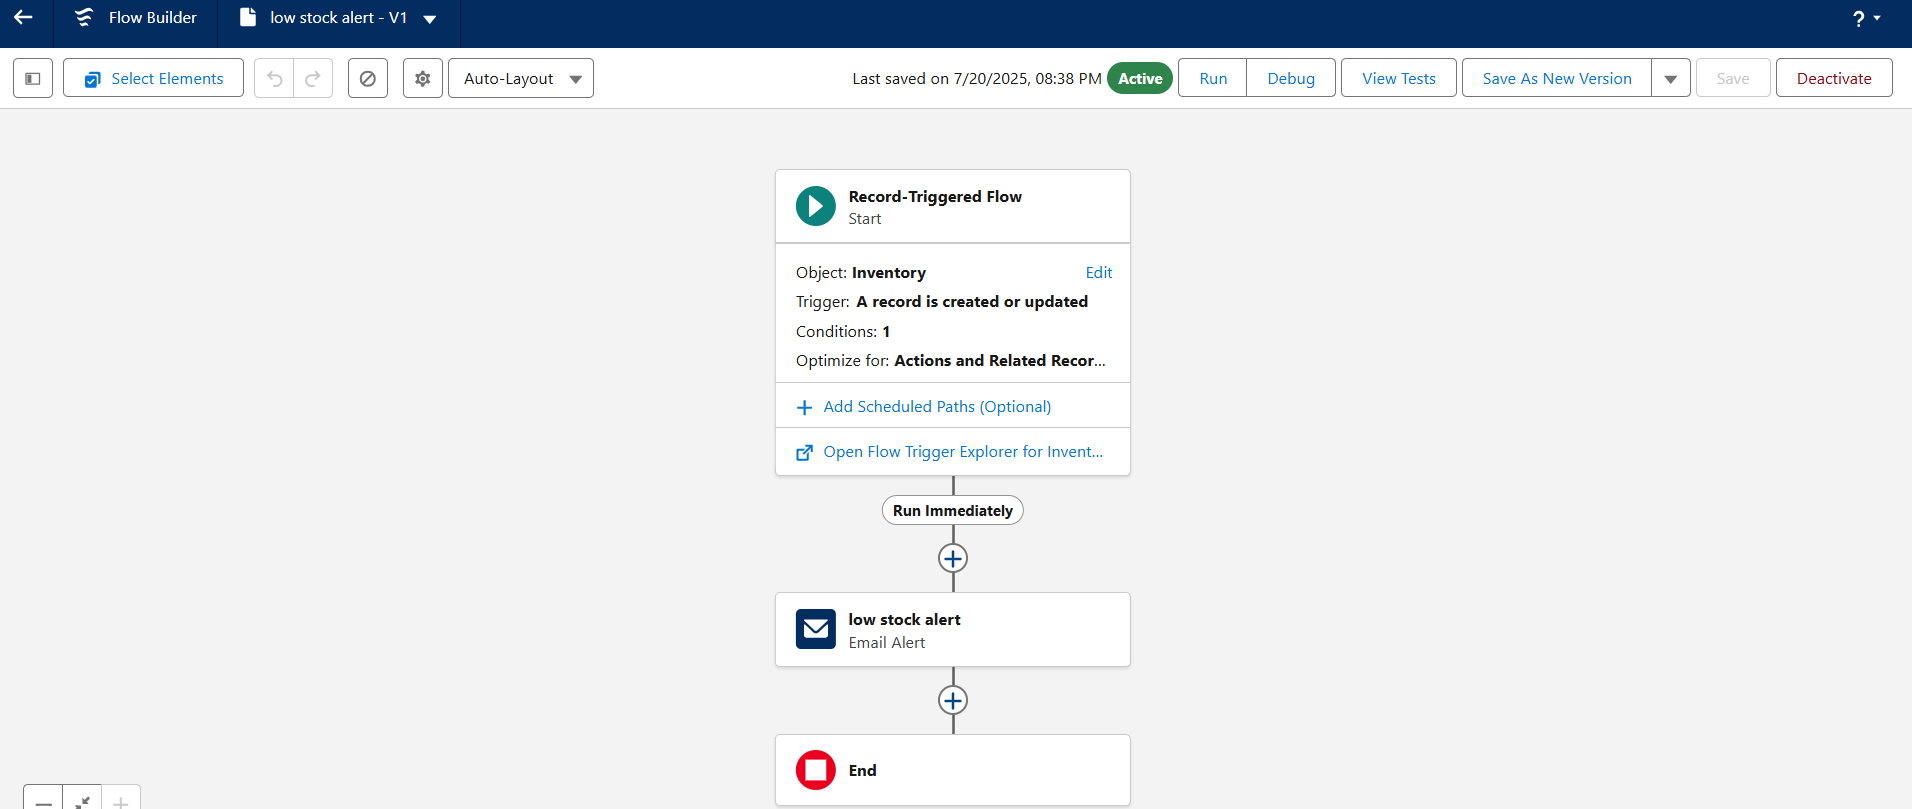 Flow Builder
low stock alert - V1
?
Select Elements
Auto-Layout
Last saved on 7/20/2025, 08:38 PM
Active
Run
Debug
View Tests
Save As New Version
Save
Deactivate
Record-Triggered Flow
Start
Object: Inventory
Edit
Trigger: A record is created or updated
Conditions: 1
Optimize for: Actions and Related Recor...
Add Scheduled Paths (Optional)
Open Flow Trigger Explorer for Invent...
Run Immediately
low stock alert
Email Alert
End